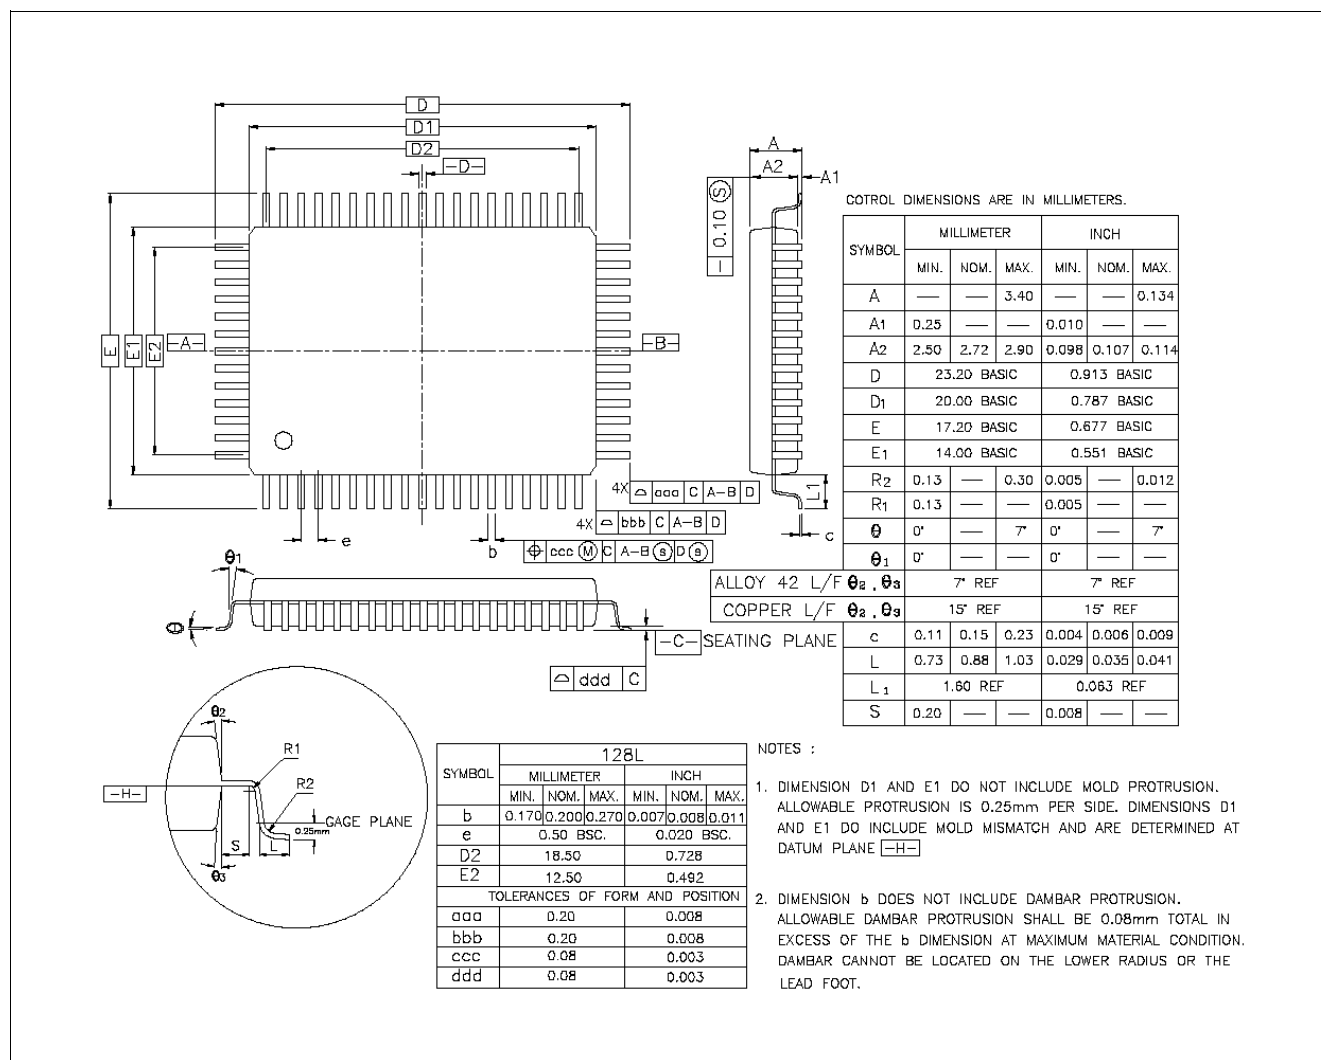 D
D1
D2
-D-
A
A2
A1
0.10 S
E
E1
E2
-A-
-B-
L1
c
e
b
4X aaa C A-B D
4X bbb C A-B D
ccc M C A-B S D S
θ1
θ
-C- SEATING PLANE
ddd C
θ2
R1
R2
-H-
GAGE PLANE
0.25mm
S
L
θ3
COTROL DIMENSIONS ARE IN MILLIMETERS.
SYMBOL MILLIMETER INCH
MIN. NOM. MAX. MIN. NOM. MAX.
A — — 3.40 — — 0.134
A1 0.25 — — 0.010 — —
A2 2.50 2.72 2.90 0.098 0.107 0.114
D 23.20 BASIC 0.913 BASIC
D1 20.00 BASIC 0.787 BASIC
E 17.20 BASIC 0.677 BASIC
E1 14.00 BASIC 0.551 BASIC
R2 0.13 — 0.30 0.005 — 0.012
R1 0.13 — — 0.005 — —
θ 0° — 7° 0° — 7°
θ1 0° — — 0° — —
ALLOY 42 L/F θ2 , θ3 7° REF 7° REF
COPPER L/F θ2 , θ3 15° REF 15° REF
c 0.11 0.15 0.23 0.004 0.006 0.009
L 0.73 0.88 1.03 0.029 0.035 0.041
L1 1.60 REF 0.063 REF
S 0.20 — — 0.008 — —
SYMBOL 128L
MILLIMETER INCH
MIN. NOM. MAX. MIN. NOM. MAX.
b 0.170 0.200 0.270 0.007 0.008 0.011
e 0.50 BSC. 0.020 BSC.
D2 18.50 0.728
E2 12.50 0.492
TOLERANCES OF FORM AND POSITION
aaa 0.20 0.008
bbb 0.20 0.008
ccc 0.08 0.003
ddd 0.08 0.003
NOTES :
1. DIMENSION D1 AND E1 DO NOT INCLUDE MOLD PROTRUSION.
ALLOWABLE PROTRUSION IS 0.25mm PER SIDE. DIMENSIONS D1
AND E1 DO INCLUDE MOLD MISMATCH AND ARE DETERMINED AT
DATUM PLANE -H-
2. DIMENSION b DOES NOT INCLUDE DAMBAR PROTRUSION.
ALLOWABLE DAMBAR PROTRUSION SHALL BE 0.08mm TOTAL IN
EXCESS OF THE b DIMENSION AT MAXIMUM MATERIAL CONDITION.
DAMBAR CANNOT BE LOCATED ON THE LOWER RADIUS OR THE
LEAD FOOT.